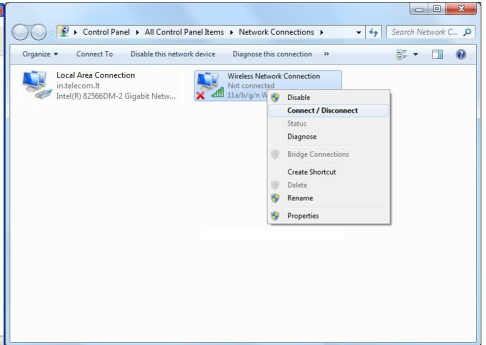 Control Panel ▸ All Control Panel Items ▸ Network Connections ▸
Search Network C...
Organize Connect To Disable this network device Diagnose this connection »
Local Area Connection
in.telecom.lt
Intel(R) 82566DM-2 Gigabit Netw...
Wireless Network Connection
Not connected
11a/b/g/n W
Disable
Connect / Disconnect
Status
Diagnose
Bridge Connections
Create Shortcut
Delete
Rename
Properties